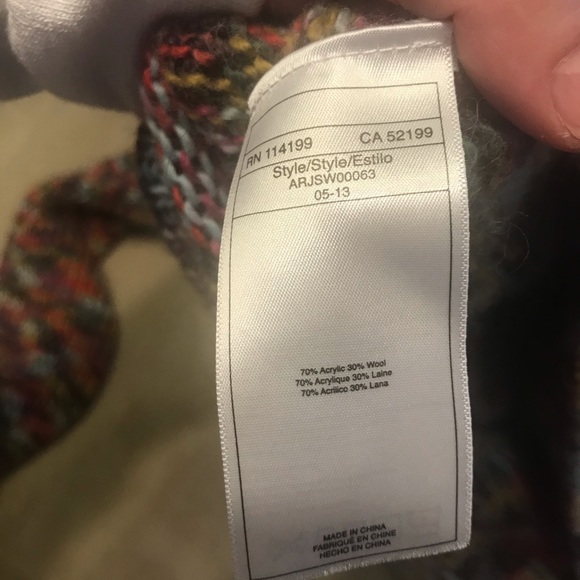 RN 114199 CA 52199
Style/Style/Estilo
ARJSW00063
05-13
70% Acrylic 30% Wool
70% Acrylique 30% Laine
70% Acrilico 30% Lana
MADE IN CHINA
FABRIQUÉ EN CHINE
HECHO EN CHINA